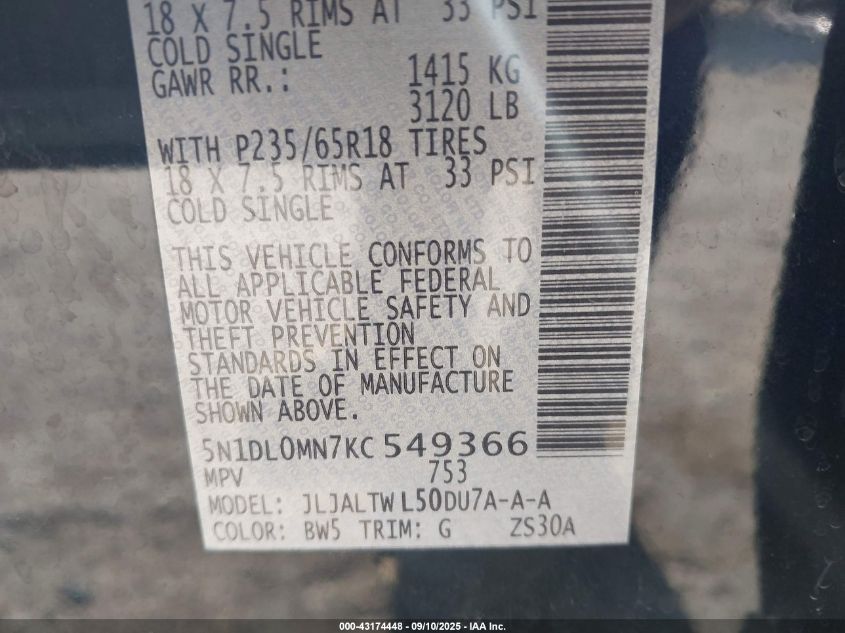 18 X 7.5 RIMS AT 33 PSI
COLD SINGLE
GAWR RR.: 1415 KG
3120 LB
WITH P235/65R18 TIRES
18 X 7.5 RIMS AT 33 PSI
COLD SINGLE
THIS VEHICLE CONFORMS TO
ALL APPLICABLE FEDERAL
MOTOR VEHICLE SAFETY AND
THEFT PREVENTION
STANDARDS IN EFFECT ON
THE DATE OF MANUFACTURE
SHOWN ABOVE.
5N1DL0MN7KC 549366
MPV 753
MODEL: JLJALTWL50DU7A-A-A
COLOR: BW5 TRIM: G ZS30A
000-43174448 - 09/10/2025 - IAA Inc.